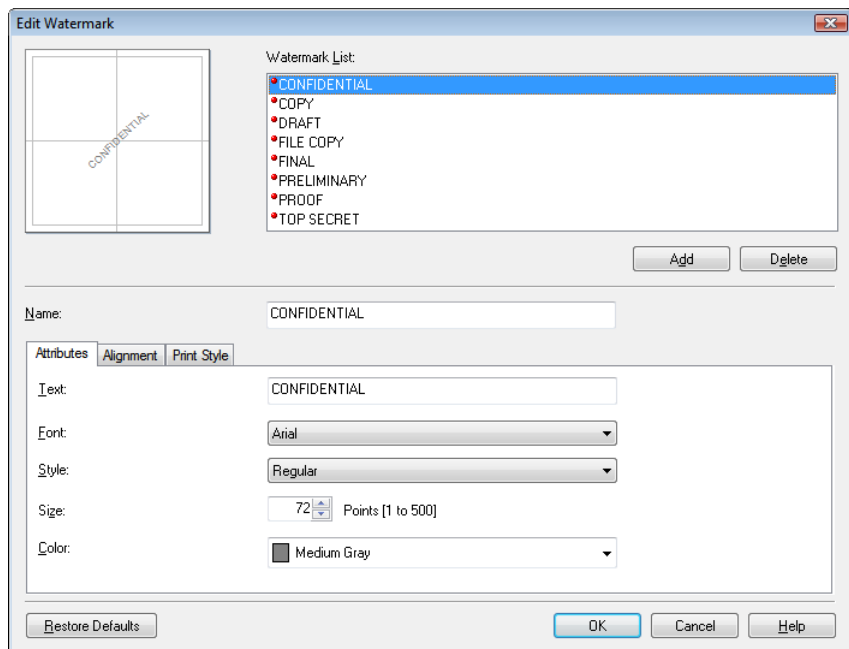 Edit Watermark
CONFIDENTIAL
Watermark List:
CONFIDENTIAL
COPY
DRAFT
FILE COPY
FINAL
PRELIMINARY
PROOF
TOP SECRET
Add Delete
Name: CONFIDENTIAL
Attributes Alignment Print Style
Text: CONFIDENTIAL
Font: Arial
Style: Regular
Size: 72 Points [1 to 500]
Color: Medium Gray
Restore Defaults OK Cancel Help